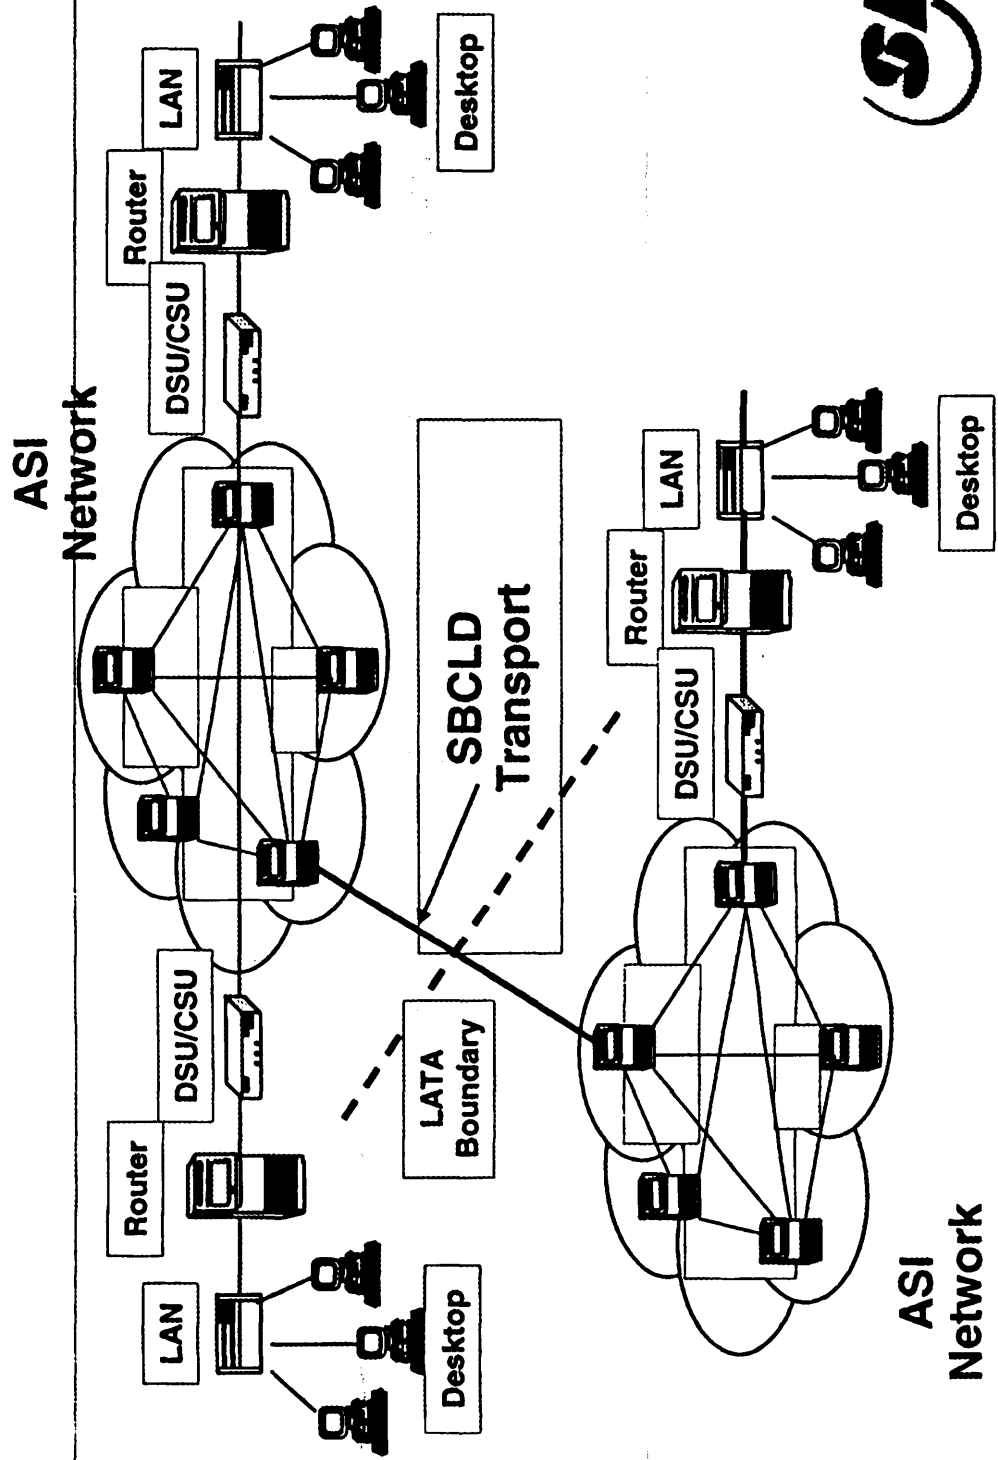 ASI
Network
LAN
Router
DSU/CSU
DSU/CSU
Router
LAN
Desktop
LATA
Boundary
SBCLD
Transport
Desktop
DSU/CSU
Router
LAN
Desktop
ASI
Network